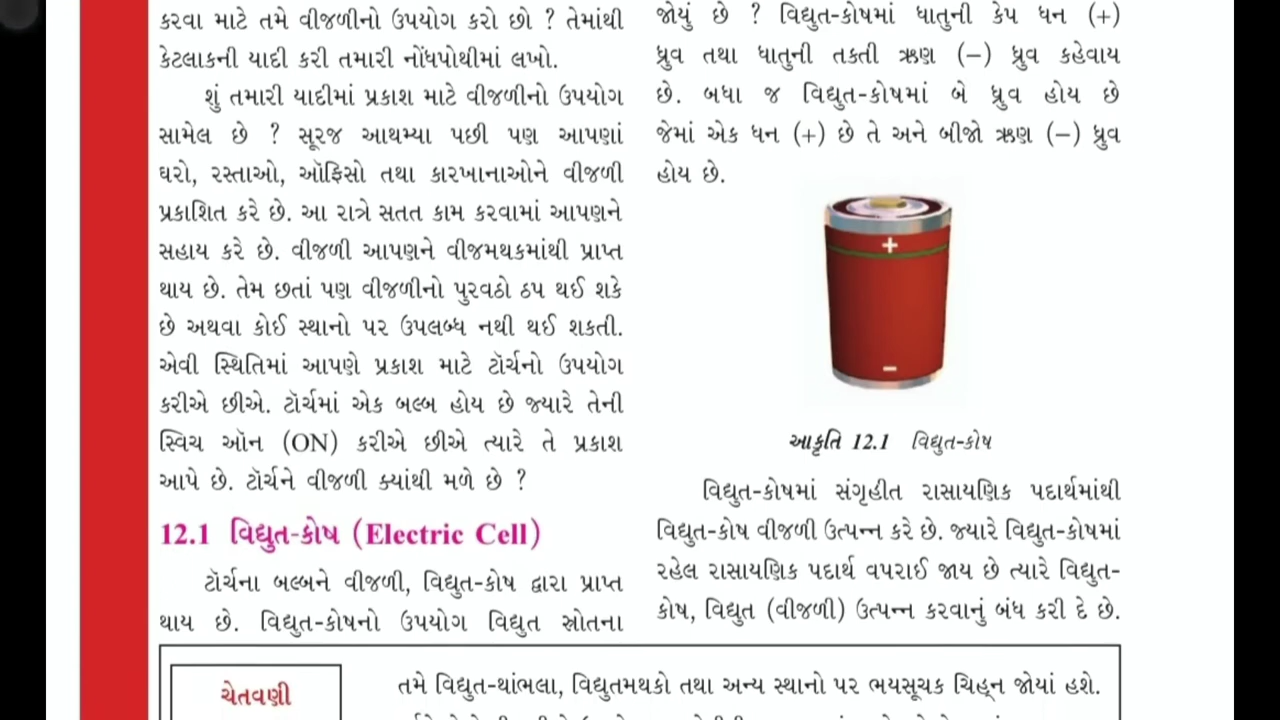 કરવા માટે તમે વીજળીનો ઉપયોગ કરો છો ? તેમાંથી
કેટલાકની યાદી કરી તમારી નોંધપોથીમાં લખો.
શું તમારી યાદીમાં પ્રકાશ માટે વીજળીનો ઉપયોગ
સામેલ છે ? સૂરજ આથમ્યા પછી પણ આપણાં
ઘરો, રસ્તાઓ, ઑફિસો તથા કારખાનાઓને વીજળી
પ્રકાશિત કરે છે. આ રાત્રે સતત કામ કરવામાં આપણને
સહાય કરે છે. વીજળી આપણને વીજમથકમાંથી પ્રાપ્ત
થાય છે. તેમ છતાં પણ વીજળીનો પુરવઠો ઠપ થઈ શકે
છે અથવા કોઈ સ્થાનો પર ઉપલબ્ધ નથી થઈ શકતી.
એવી સ્થિતિમાં આપણે પ્રકાશ માટે ટૉર્ચનો ઉપયોગ
કરીએ છીએ. ટૉર્ચમાં એક બલ્બ હોય છે જ્યારે તેની
સ્વિચ ઑન (ON) કરીએ છીએ ત્યારે તે પ્રકાશ
આપે છે. ટૉર્ચને વીજળી ક્યાંથી મળે છે ?
12.1 વિદ્યુત-કોષ (Electric Cell)
ટૉર્ચના બલ્બને વીજળી, વિદ્યુત-કોષ દ્વારા પ્રાપ્ત
થાય છે. વિદ્યુત-કોષનો ઉપયોગ વિદ્યુત સ્રોતના
જોયું છે ? વિદ્યુત-કોષમાં ધાતુની કેપ ધન (+)
ધ્રુવ તથા ધાતુની તકતી ઋણ (−) ધ્રુવ કહેવાય
છે. બધા જ વિદ્યુત-કોષમાં બે ધ્રુવ હોય છે
જેમાં એક ધન (+) છે તે અને બીજો ઋણ (−) ધ્રુવ
હોય છે.
+
−
આકૃતિ 12.1 વિદ્યુત-કોષ
વિદ્યુત-કોષમાં સંગૃહીત રાસાયણિક પદાર્થમાંથી
વિદ્યુત-કોષ વીજળી ઉત્પન્ન કરે છે. જ્યારે વિદ્યુત-કોષમાં
રહેલ રાસાયણિક પદાર્થ વપરાઈ જાય છે ત્યારે વિદ્યુત-
કોષ, વિદ્યુત (વીજળી) ઉત્પન્ન કરવાનું બંધ કરી દે છે.
ચેતવણી
તમે વિદ્યુત-થાંભલા, વિદ્યુતમથકો તથા અન્ય સ્થાનો પર ભયસૂચક ચિહ્ન જોયાં હશે.